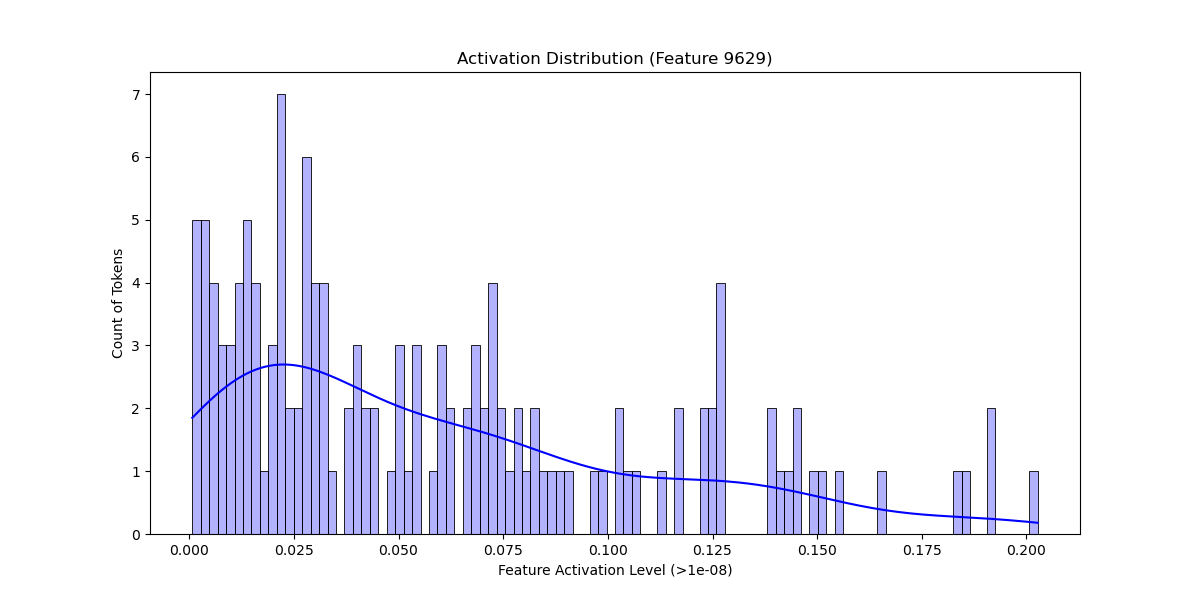 Activation Distribution (Feature 9629)
Count of Tokens
7
6
5
4
3
2
1
0
0.000 0.025 0.050 0.075 0.100 0.125 0.150 0.175 0.200
Feature Activation Level (>1e-08)